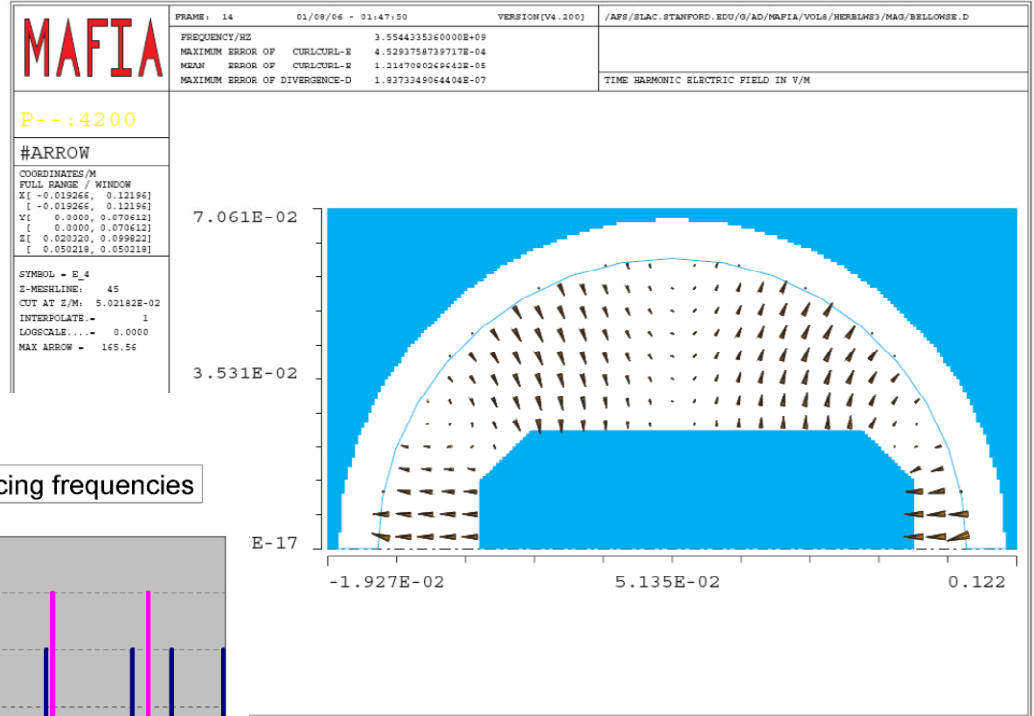 MAFIA
FRAME: 14 01/08/06 - 01:47:50 VERSION[V4.200] /AFS/SLAC.STANFORD.EDU/G/AD/MAFIA/VOL8/HERBLWS3/MAG/BELLOWSE.D
FREQUENCY/HZ 3.5544335360000E+09
MAXIMUM ERROR OF CURLCURL-E 4.5293758739717E-04
MEAN ERROR OF CURLCURL-E 1.2147080269642E-05
MAXIMUM ERROR OF DIVERGENCE-D 1.8373349064404E-07
TIME HARMONIC ELECTRIC FIELD IN V/M
P--:4200
#ARROW
COORDINATES/M
FULL RANGE / WINDOW
X[ -0.019266, 0.12196]
[ -0.019266, 0.12196]
Y[ 0.0000, 0.070612]
[ 0.0000, 0.070612]
Z[ 0.020320, 0.099822]
[ 0.050218, 0.050218]
SYMBOL = E_4
Z-MESHLINE: 45
CUT AT Z/M: 5.02182E-02
INTERPOLATE.= 1
LOGSCALE....= 0.0000
MAX ARROW = 165.56
7.061E-02
3.531E-02
E-17
-1.927E-02 5.135E-02 0.122
cing frequencies